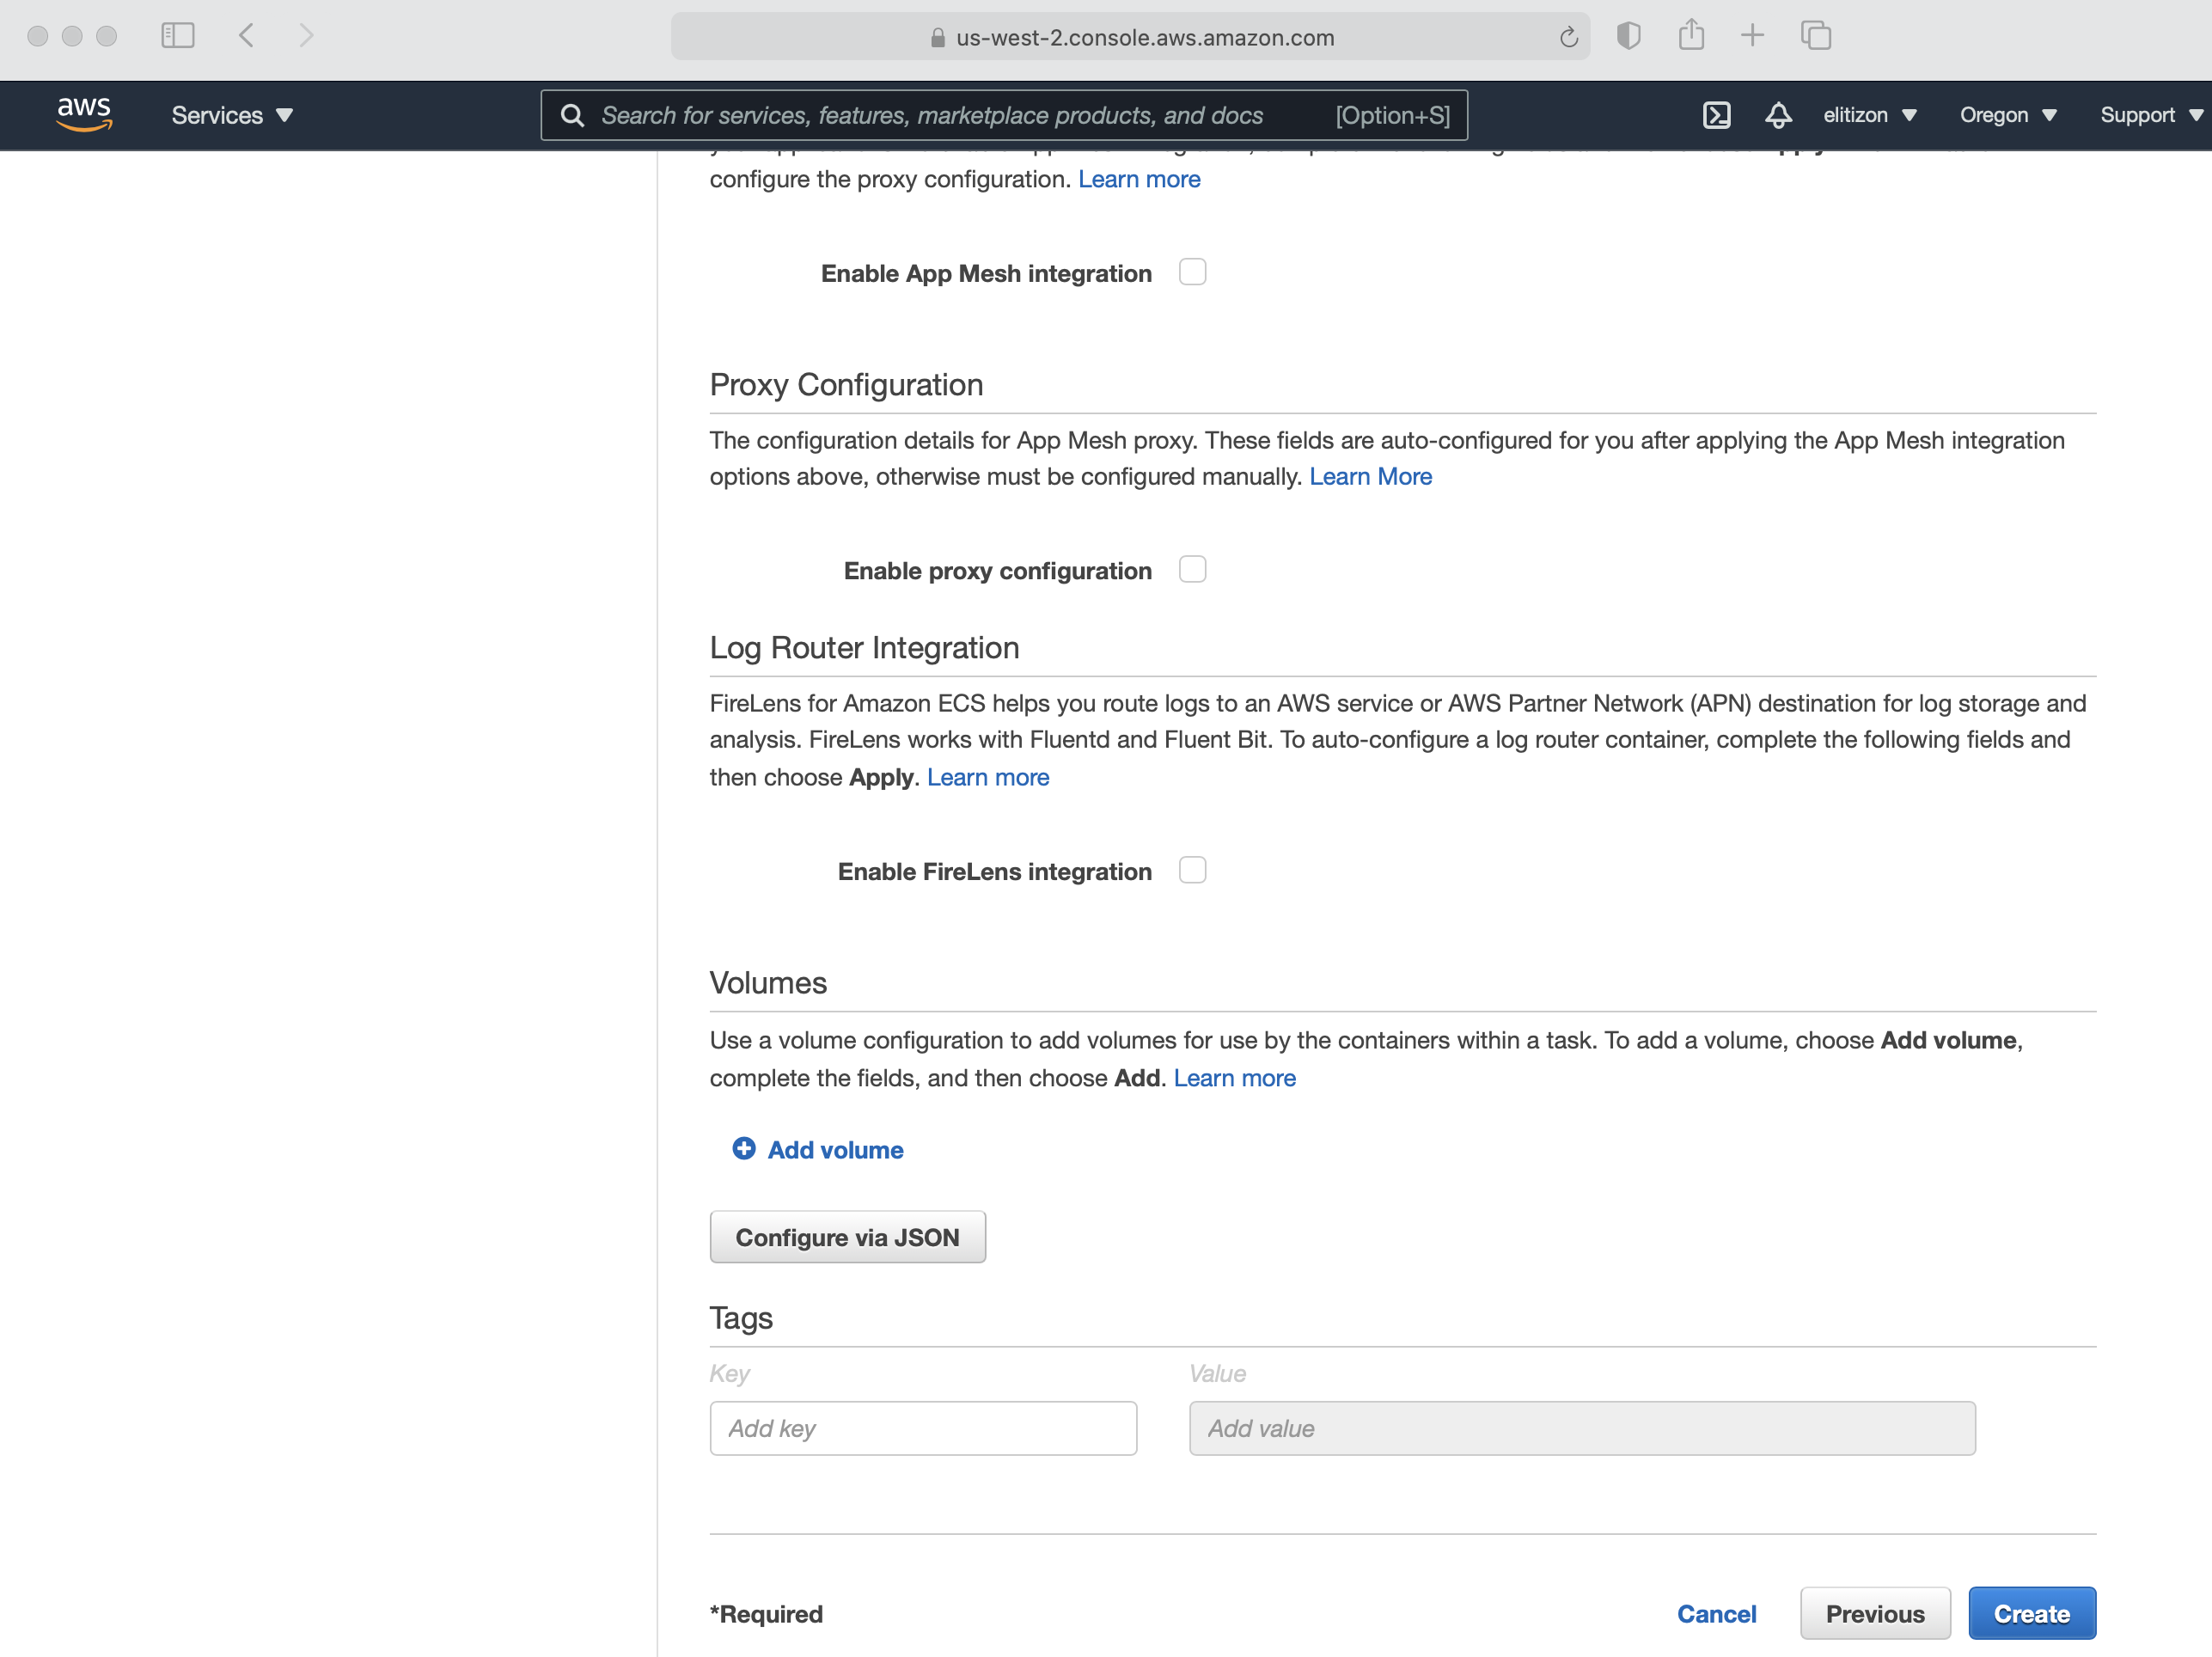 us-west-2.console.aws.amazon.com
aws
Services
Search for services, features, marketplace products, and docs
[Option+S]
elitizon
Oregon
Support
configure the proxy configuration. Learn more
Enable App Mesh integration
Proxy Configuration
The configuration details for App Mesh proxy. These fields are auto-configured for you after applying the App Mesh integration
options above, otherwise must be configured manually. Learn More
Enable proxy configuration
Log Router Integration
FireLens for Amazon ECS helps you route logs to an AWS service or AWS Partner Network (APN) destination for log storage and
analysis. FireLens works with Fluentd and Fluent Bit. To auto-configure a log router container, complete the following fields and
then choose Apply. Learn more
Enable FireLens integration
Volumes
Use a volume configuration to add volumes for use by the containers within a task. To add a volume, choose Add volume,
complete the fields, and then choose Add. Learn more
Add volume
Configure via JSON
Tags
Key
Value
Add key
Add value
*Required
Cancel
Previous
Create